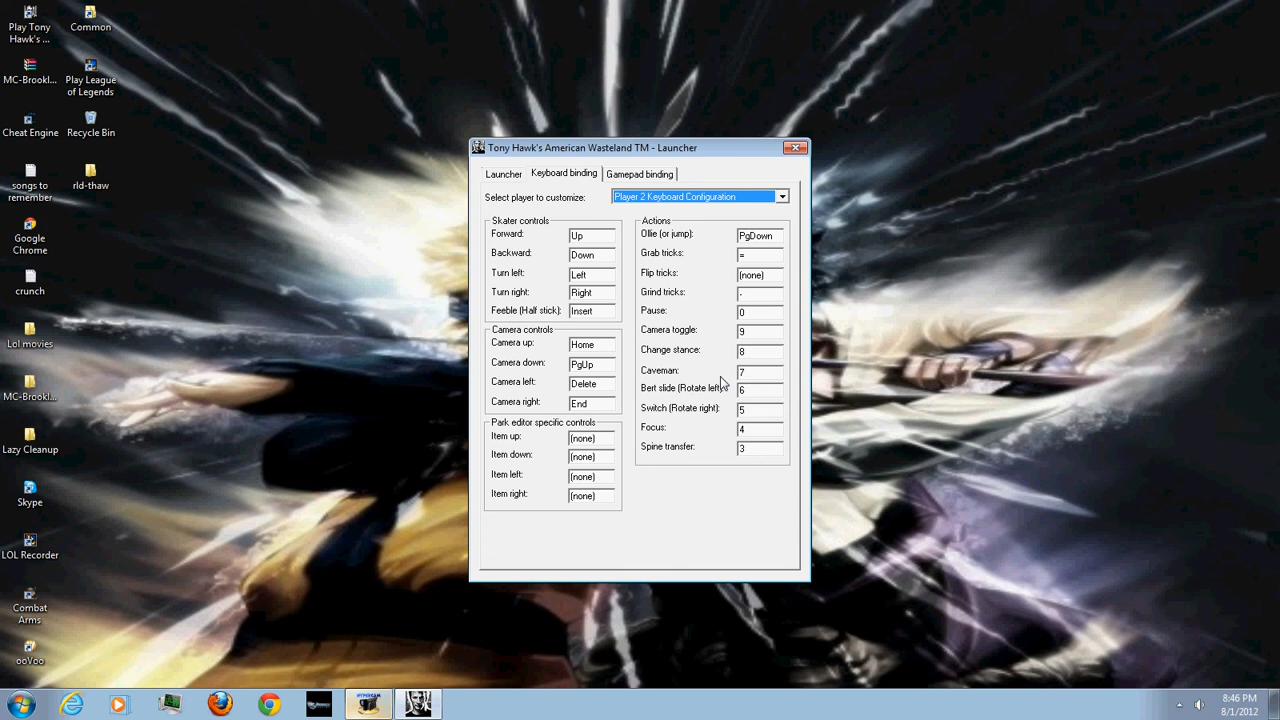 Play Tony
Hawk's ...
Common
MC-Brookl...
Play League
of Legends
Cheat Engine
Recycle Bin
songs to
remember
rld-thaw
Google
Chrome
crunch
Lol movies
MC-Brookl...
Lazy Cleanup
Skype
LOL Recorder
Combat
Arms
ooVoo
Tony Hawk's American Wasteland TM - Launcher
Launcher
Keyboard binding
Gamepad binding
Select player to customize:
Player 2 Keyboard Configuration
Skater controls
Forward: Up
Backward: Down
Turn left: Left
Turn right: Right
Feeble (Half stick): Insert
Camera controls
Camera up: Home
Camera down: PgUp
Camera left: Delete
Camera right: End
Park editor specific controls
Item up: (none)
Item down: (none)
Item left: (none)
Item right: (none)
Actions
Ollie (or jump): PgDown
Grab tricks: =
Flip tricks: (none)
Grind tricks: -
Pause: 0
Camera toggle: 9
Change stance: 8
Caveman: 7
Bert slide (Rotate left): 6
Switch (Rotate right): 5
Focus: 4
Spine transfer: 3
HYPERCAM
8:46 PM
8/1/2012